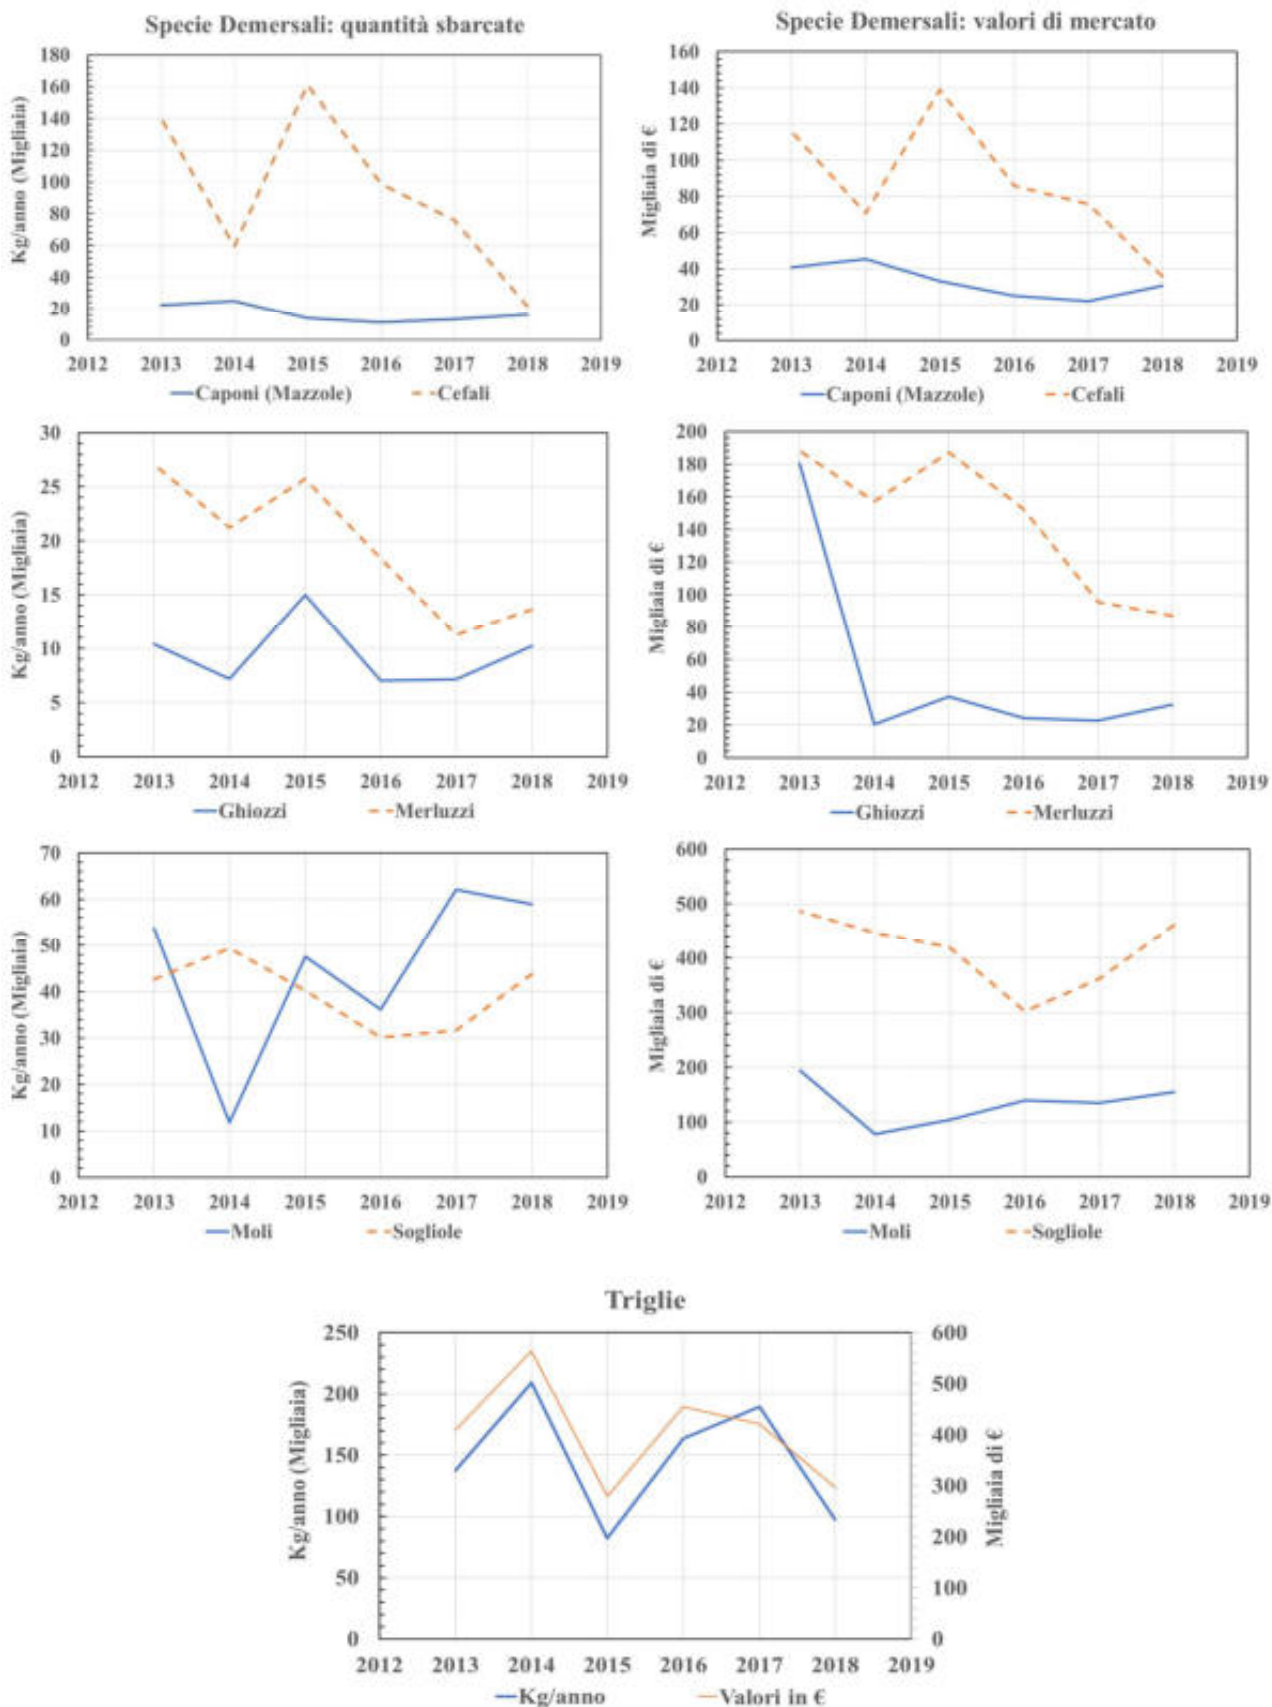 Specie Demersali: quantità sbarcate
180
160
140
120
100
80
60
40
20
0
Kg/anno (Migliaia)
2012 2013 2014 2015 2016 2017 2018 2019
Caponi (Mazzole) Cefali
Specie Demersali: valori di mercato
160
140
120
100
80
60
40
20
0
Migliaia di €
2012 2013 2014 2015 2016 2017 2018 2019
Caponi (Mazzole) Cefali
30
25
20
15
10
5
0
Kg/anno (Migliaia)
2012 2013 2014 2015 2016 2017 2018 2019
Ghiozzi Merluzzi
200
180
160
140
120
100
80
60
40
20
0
Migliaia di €
2012 2013 2014 2015 2016 2017 2018 2019
Ghiozzi Merluzzi
70
60
50
40
30
20
10
0
Kg/anno (Migliaia)
2012 2013 2014 2015 2016 2017 2018 2019
Moli Sogliole
600
500
400
300
200
100
0
Migliaia di €
2012 2013 2014 2015 2016 2017 2018 2019
Moli Sogliole
Triglie
250
200
150
100
50
0
Kg/anno (Migliaia)
600
500
400
300
200
100
0
Migliaia di €
2012 2013 2014 2015 2016 2017 2018 2019
Kg/anno Valori in €